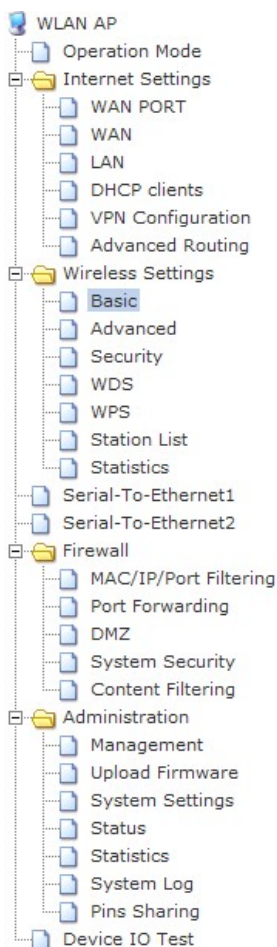 WLAN AP
Operation Mode
Internet Settings
WAN PORT
WAN
LAN
DHCP clients
VPN Configuration
Advanced Routing
Wireless Settings
Basic
Advanced
Security
WDS
WPS
Station List
Statistics
Serial-To-Ethernet1
Serial-To-Ethernet2
Firewall
MAC/IP/Port Filtering
Port Forwarding
DMZ
System Security
Content Filtering
Administration
Management
Upload Firmware
System Settings
Status
Statistics
System Log
Pins Sharing
Device IO Test